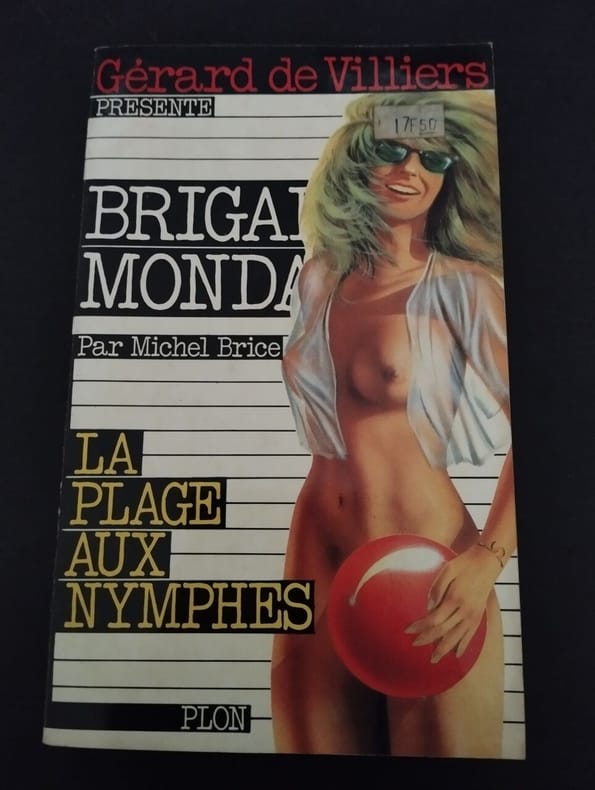 Gérard de Villiers
PRÉSENTE
17F50
BRIGA
MONDA
Par Michel Brice
LA
PLAGE
AUX
NYMPHES
PLON